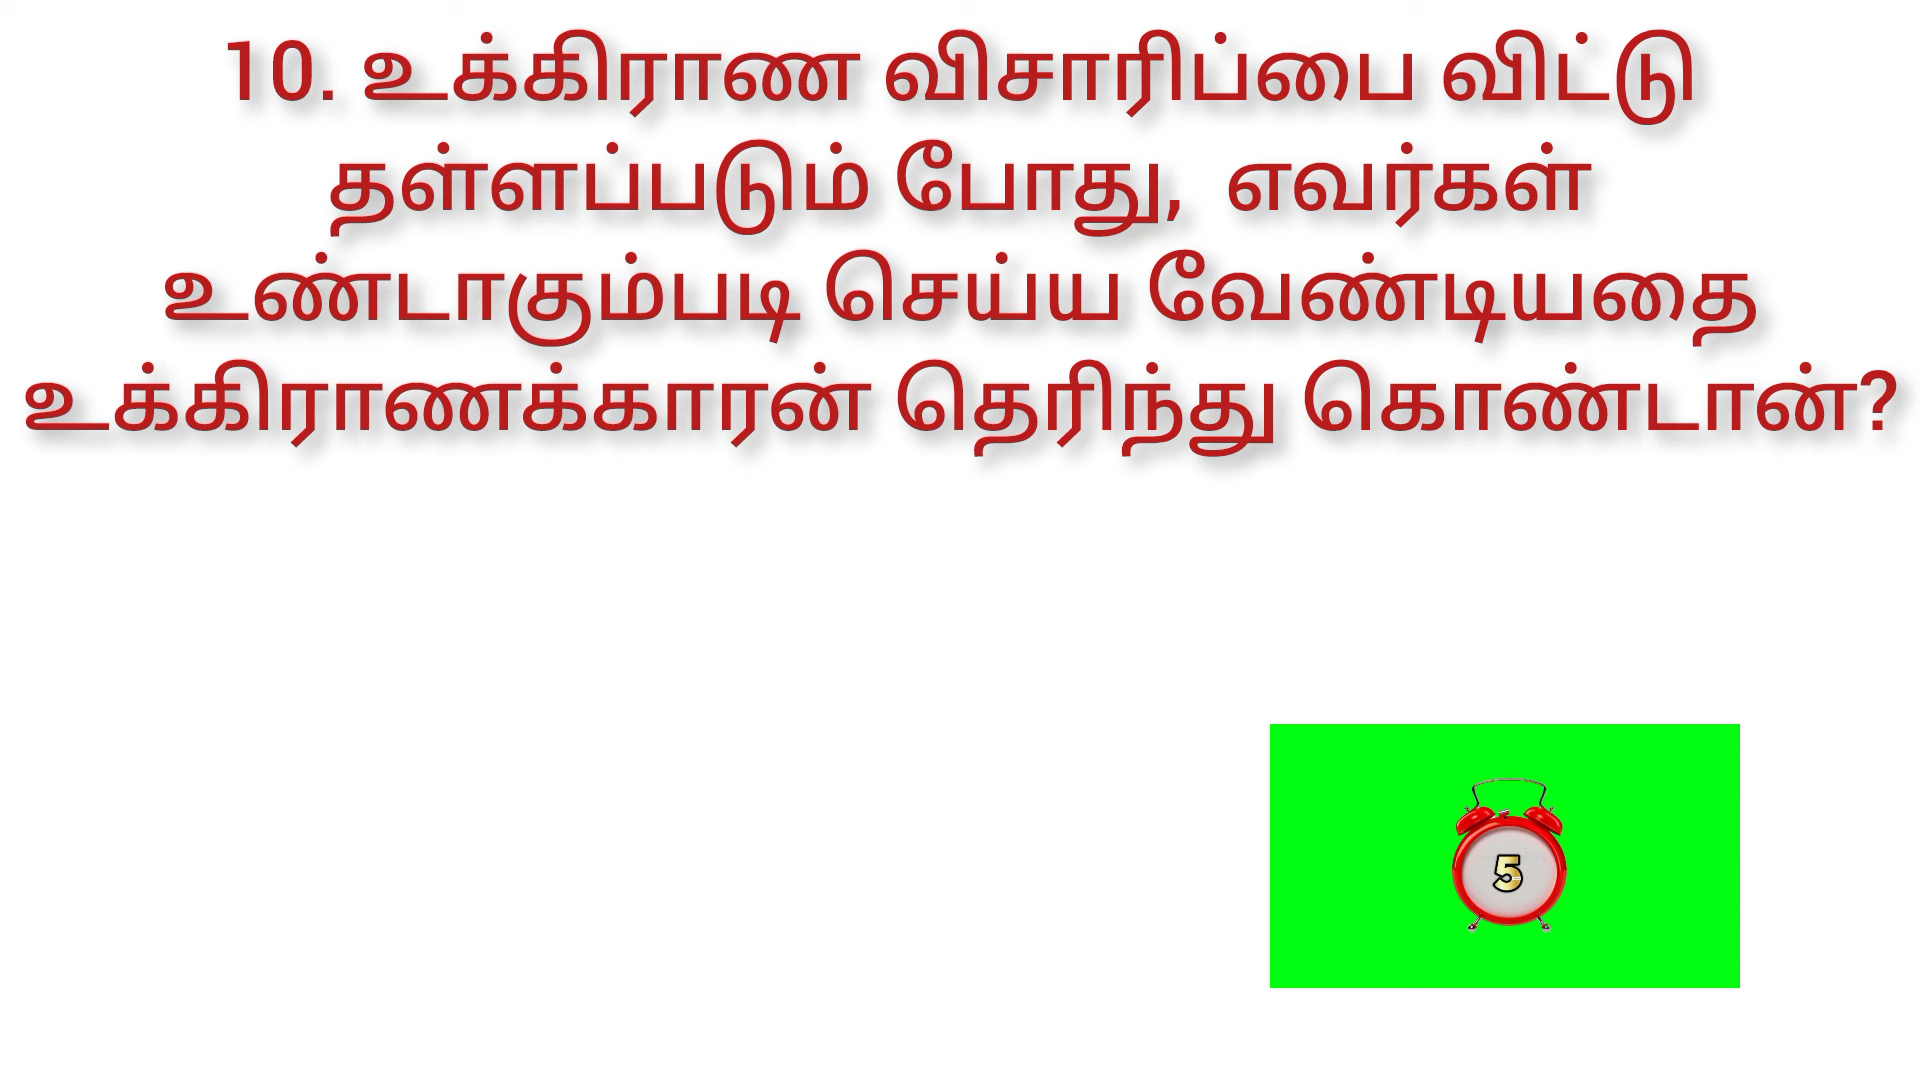 10. உக்கிராண விசாரிப்பை விட்டு
தள்ளப்படும் போது, எவர்கள்
உண்டாகும்படி செய்ய வேண்டியதை
உக்கிராணக்காரன் தெரிந்து கொண்டான்?
5